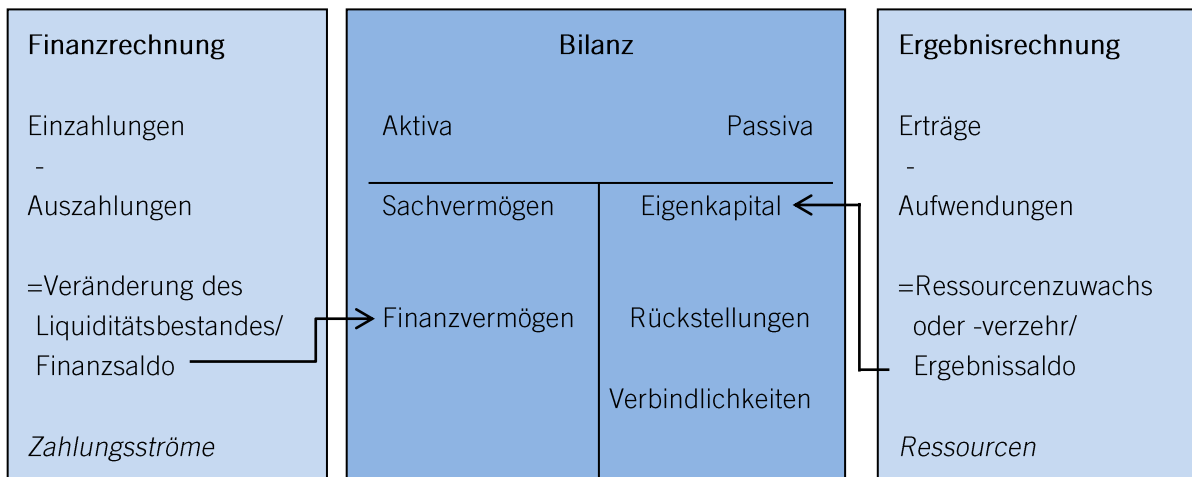 Finanzrechnung
Einzahlungen
-
Auszahlungen
=Veränderung des
Liquiditätsbestandes/
Finanzsaldo
Zahlungsströme
Bilanz
Aktiva
Passiva
Sachvermögen
Eigenkapital
Finanzvermögen
Rückstellungen
Verbindlichkeiten
Ergebnisrechnung
Erträge
-
Aufwendungen
=Ressourcenzuwachs
oder -verzehr/
Ergebnissaldo
Ressourcen